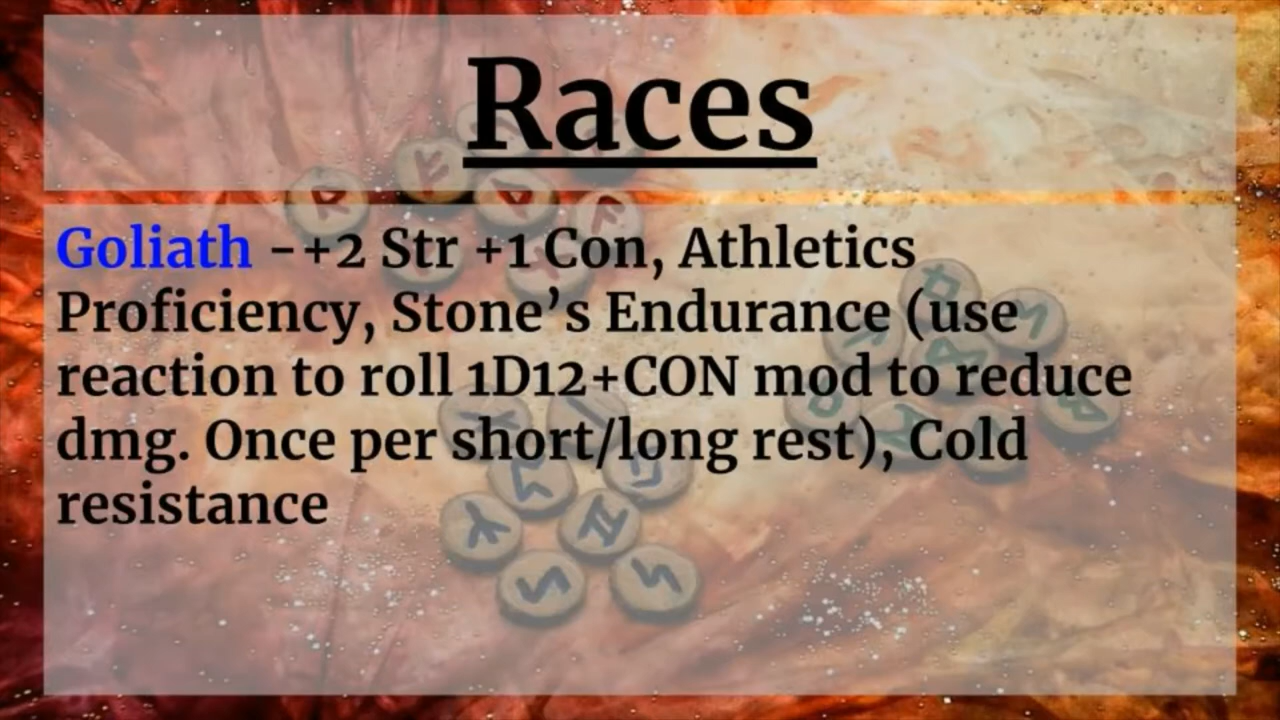 Races
Goliath -+2 Str +1 Con, Athletics
Proficiency, Stone’s Endurance (use
reaction to roll 1D12+CON mod to reduce
dmg. Once per short/long rest), Cold
resistance